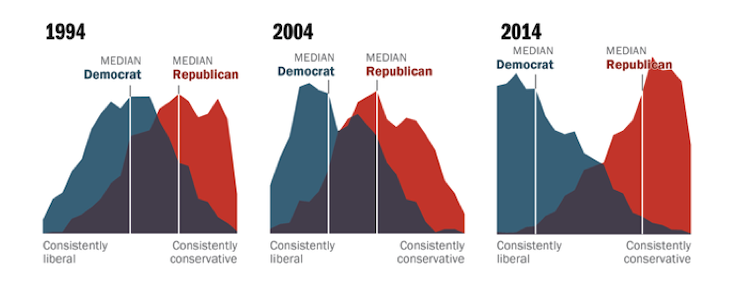 1994
MEDIAN
Democrat
MEDIAN
Republican
Consistently
liberal
Consistently
conservative
2004
MEDIAN
Democrat
MEDIAN
Republican
Consistently
liberal
Consistently
conservative
2014
MEDIAN
Democrat
MEDIAN
Republican
Consistently
liberal
Consistently
conservative